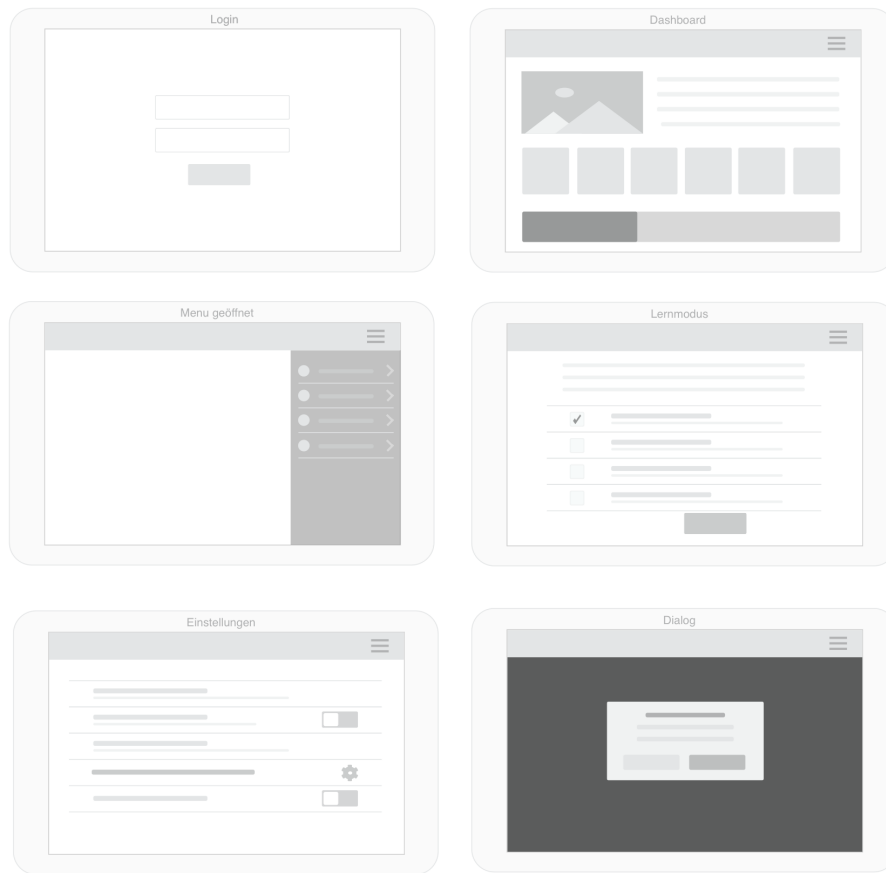 Login
Dashboard
Menu geöffnet
Lernmodus
Einstellungen
Dialog